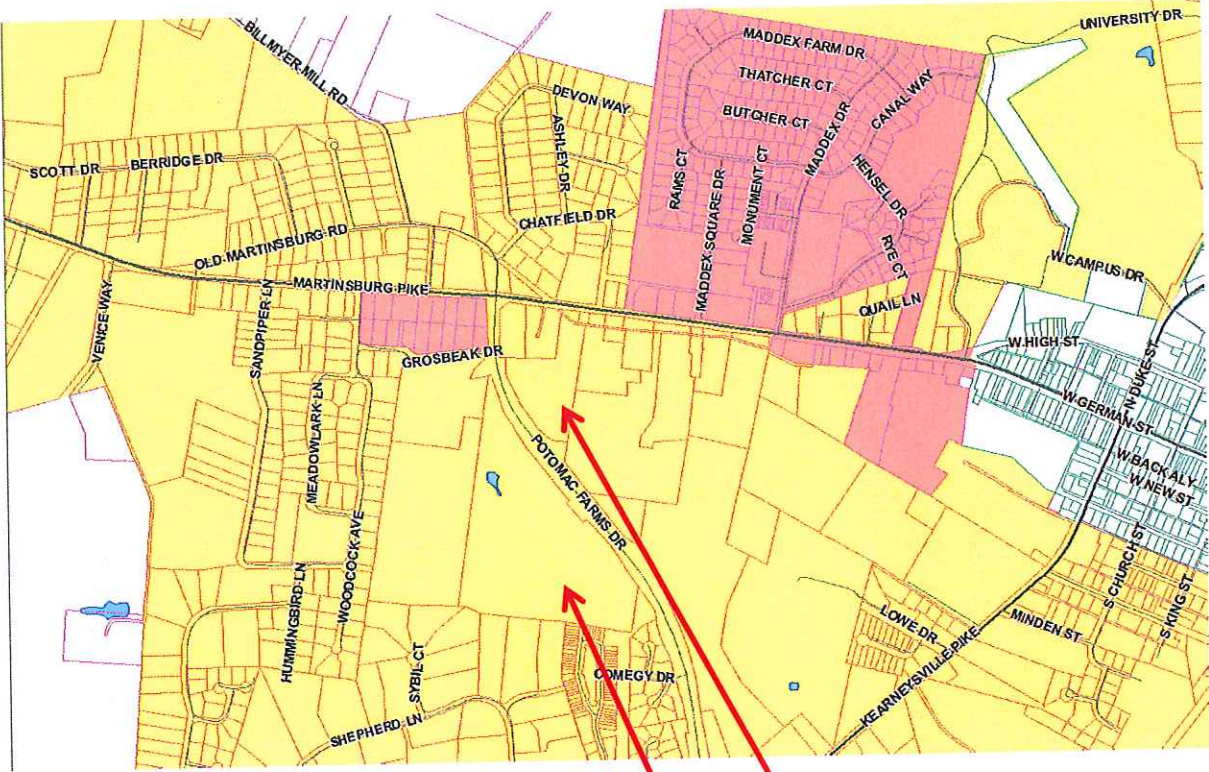 UNIVERSITY DR
BILLMYER MILL RD
MADDEX FARM DR
THATCHER CT
CANAL WAY
DEVON WAY
BUTCHER CT
MADDEX DR
ASHLEY DR
SCOTT DR
BERRIDGE DR
RAMS CT
MADDEX SQUARE DR
MONUMENT CT
HENSEL DR
CHATFIELD DR
OLD MARTINSBURG RD
RYE CT
W CAMPUS DR
MARTINSBURG PIKE
QUAIL LN
VENICE WAY
SANDPIPER LN
W HIGH ST
N DUKE ST
GROSBEAK DR
W GERMAN ST
MEADOWLARK LN
POTOMAC FARMS DR
W BACK ALY
W NEW ST
WOODCOCK AVE
S CHURCH ST
S KING ST
HUMMINGBIRD LN
LOWE DR
MINDEN ST
SYBIL CT
COMEGY DR
KEARNEYSVILLE PIKE
SHEPHERD LN